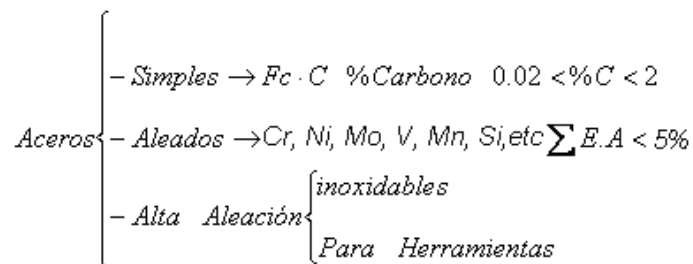 - Simples → Fc · C %Carbono 0.02 <%C < 2
Aceros - Aleados →Cr, Ni, Mo, V, Mn, Si,etc ∑ E.A < 5%
- Alta Aleación inoxidables
Para Herramientas